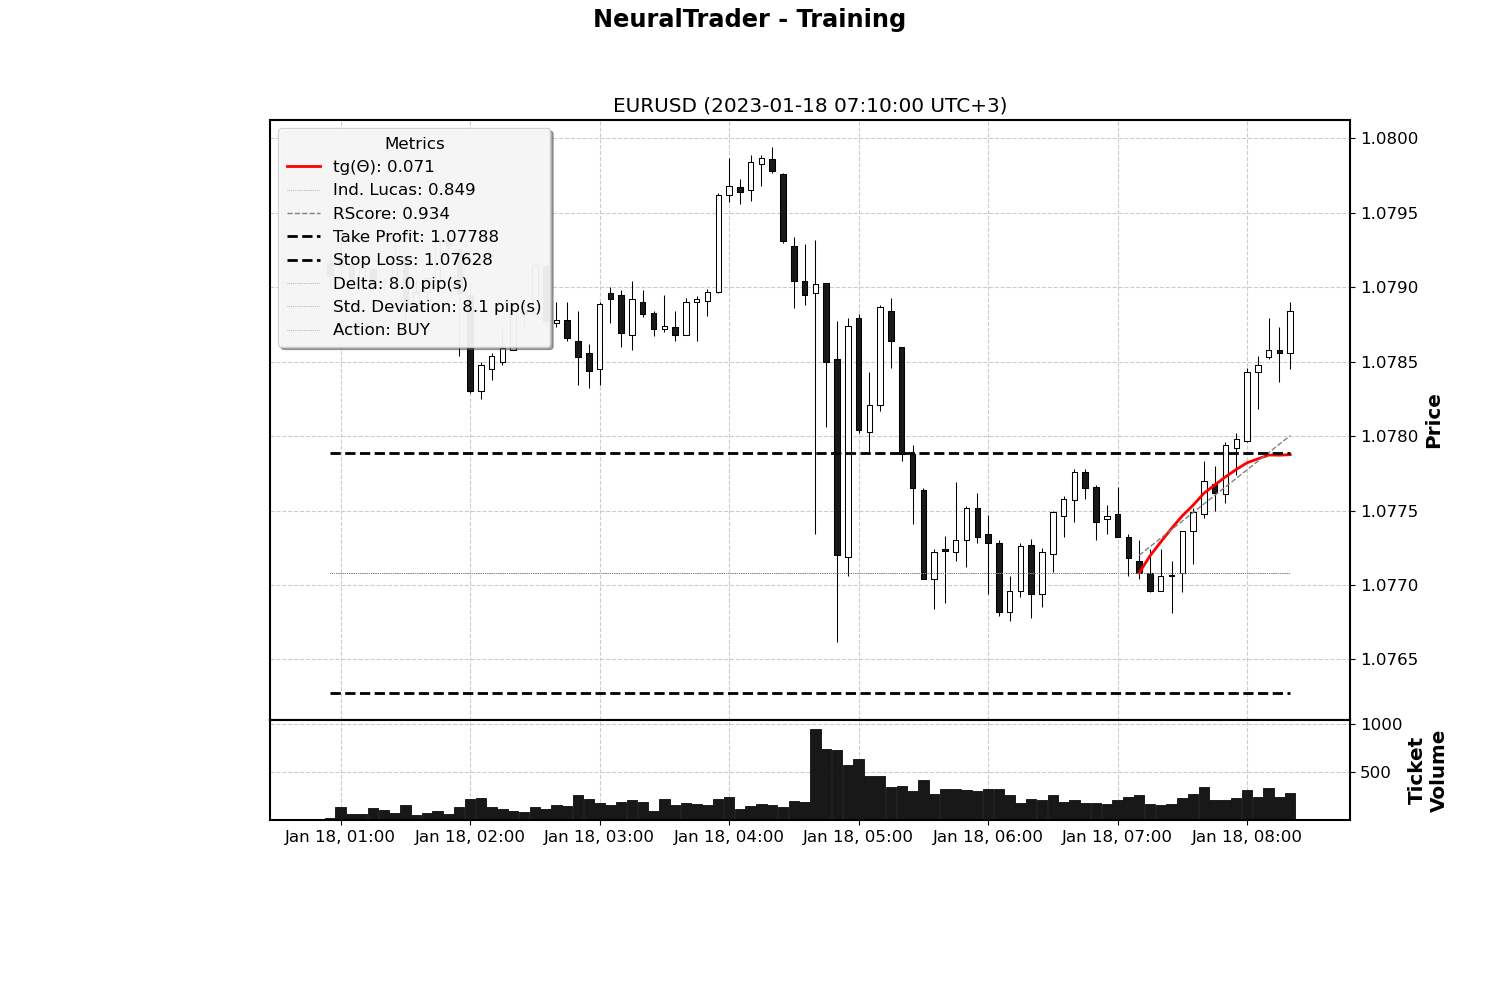 NeuralTrader - Training
EURUSD (2023-01-18 07:10:00 UTC+3)
Metrics
tg(Θ): 0.071
Ind. Lucas: 0.849
RScore: 0.934
Take Profit: 1.07788
Stop Loss: 1.07628
Delta: 8.0 pip(s)
Std. Deviation: 8.1 pip(s)
Action: BUY
1.0800
1.0795
1.0790
1.0785
1.0780
1.0775
1.0770
1.0765
Price
1000
500
Ticket
Volume
Jan 18, 01:00
Jan 18, 02:00
Jan 18, 03:00
Jan 18, 04:00
Jan 18, 05:00
Jan 18, 06:00
Jan 18, 07:00
Jan 18, 08:00